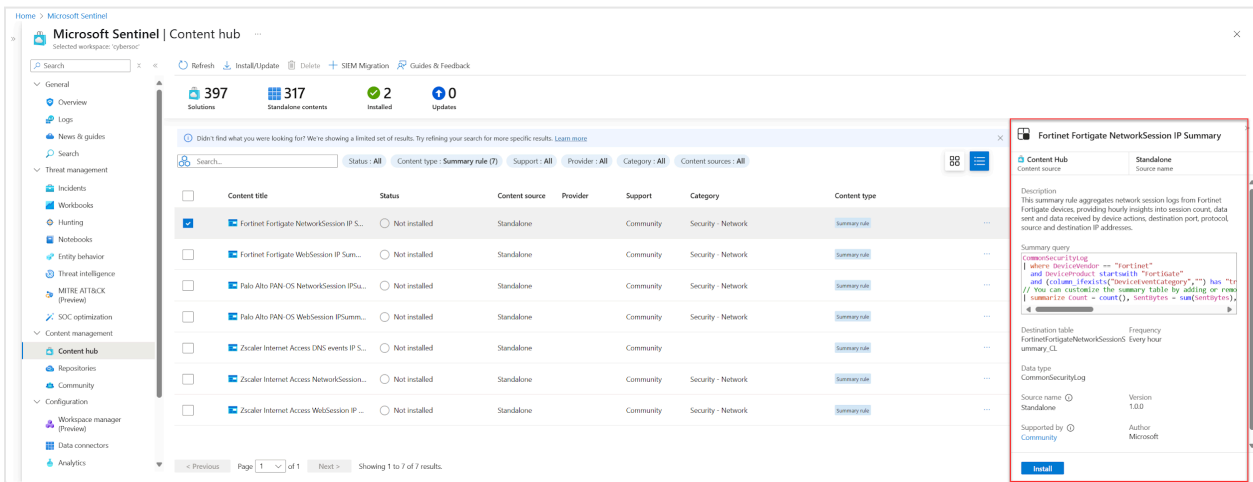 Home > Microsoft Sentinel
Microsoft Sentinel | Content hub ...
Selected workspace: 'cybersoc'
Search
General
Overview
Logs
News & guides
Search
Threat management
Incidents
Workbooks
Hunting
Notebooks
Entity behavior
Threat intelligence
MITRE ATT&CK
(Preview)
SOC optimization
Content management
Content hub
Repositories
Community
Configuration
Workspace manager
(Preview)
Data connectors
Analytics
Refresh Install/Update Delete SIEM Migration Guides & Feedback
397 317 2 0
Solutions Standalone contents Installed Updates
Didn't find what you were looking for? We're showing a limited set of results. Try refining your search for more specific results. Learn more
Search... Status : All Content type : Summary rule (7) Support : All Provider : All Category : All Content sources : All
Content title Status Content source Provider Support Category Content type
Fortinet Fortigate NetworkSession IP S... Not installed Standalone Community Security - Network Summary rule
Fortinet Fortigate WebSession IP Sum... Not installed Standalone Community Security - Network Summary rule
Palo Alto PAN-OS NetworkSession IPSu... Not installed Standalone Community Security - Network Summary rule
Palo Alto PAN-OS WebSession IPSumm... Not installed Standalone Community Security - Network Summary rule
Zscaler Internet Access DNS events IP S... Not installed Standalone Community Security - Network Summary rule
Zscaler Internet Access NetworkSession... Not installed Standalone Community Security - Network Summary rule
Zscaler Internet Access WebSession IP ... Not installed Standalone Community Security - Network Summary rule
< Previous Page 1 of 1 Next > Showing 1 to 7 of 7 results.
Fortinet Fortigate NetworkSession IP Summary
Content Hub Standalone
Content source Source name
Description
This summary rule aggregates network session logs from Fortinet
Fortigate devices, providing hourly insights into session count, data
sent and data received by device actions, destination port, protocol,
source and destination IP addresses.
Summary query
CommonSecurityLog
| where DeviceVendor == "Fortinet"
and DeviceProduct startswith "FortiGate"
and (column_ifexists("DeviceEventCategory","") has "tr
// You can customize the summary table by adding or remo
| summarize Count = count(), SentBytes = sum(SentBytes),
Destination table Frequency
FortinetFortigateNetworkSessionS Every hour
ummary_CL
Data type
CommonSecurityLog
Source name Version
Standalone 1.0.0
Supported by Author
Community Microsoft
Install